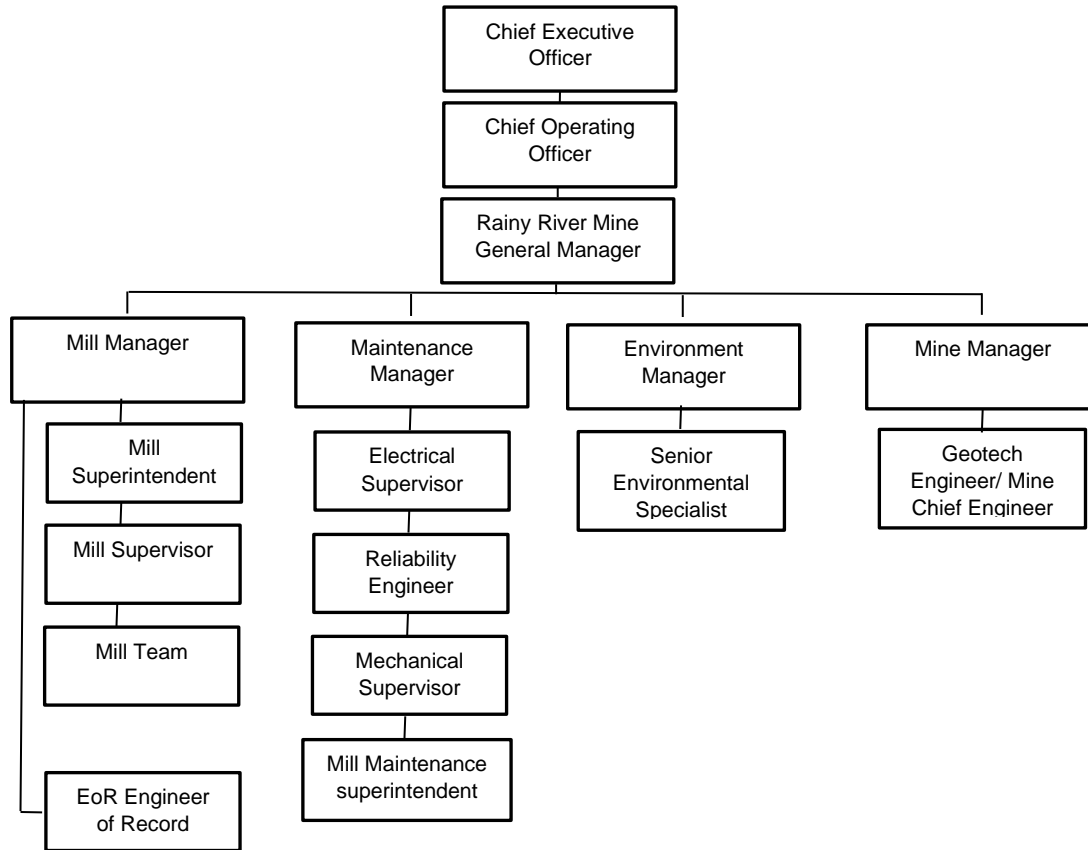 Chief Executive
Officer
Chief Operating
Officer
Rainy River Mine
General Manager
Mill Manager
Maintenance
Manager
Environment
Manager
Mine Manager
Mill
Superintendent
Electrical
Supervisor
Senior
Environmental
Specialist
Geotech
Engineer/ Mine
Chief Engineer
Mill Supervisor
Reliability
Engineer
Mill Team
Mechanical
Supervisor
EoR Engineer
of Record
Mill Maintenance
superintendent